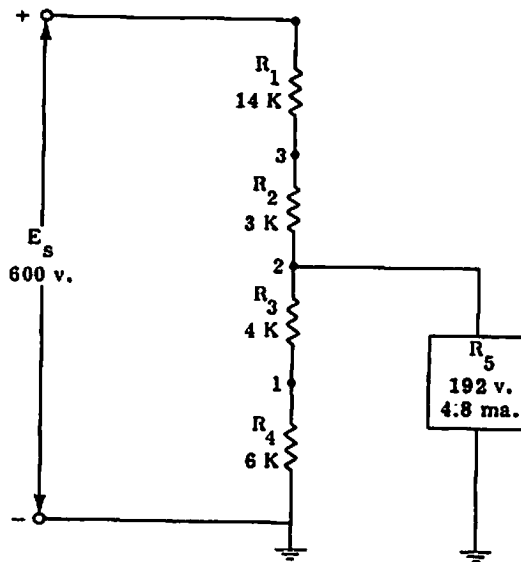 +
R1
14 K
3
R2
3 K
Es
600 v.
2
R3
4 K
R5
192 v.
4.8 ma.
1
R4
6 K
-